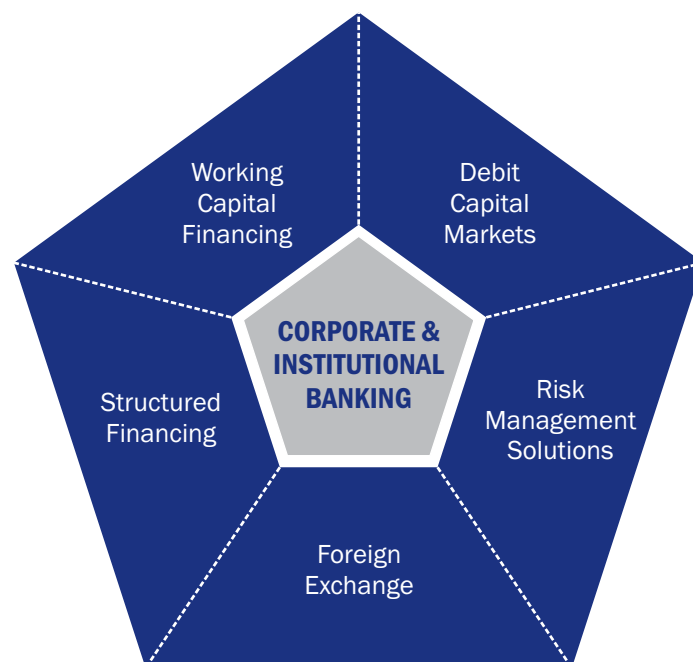 Working
Capital
Financing
Debit
Capital
Markets
CORPORATE &
INSTITUTIONAL
BANKING
Structured
Financing
Risk
Management
Solutions
Foreign
Exchange